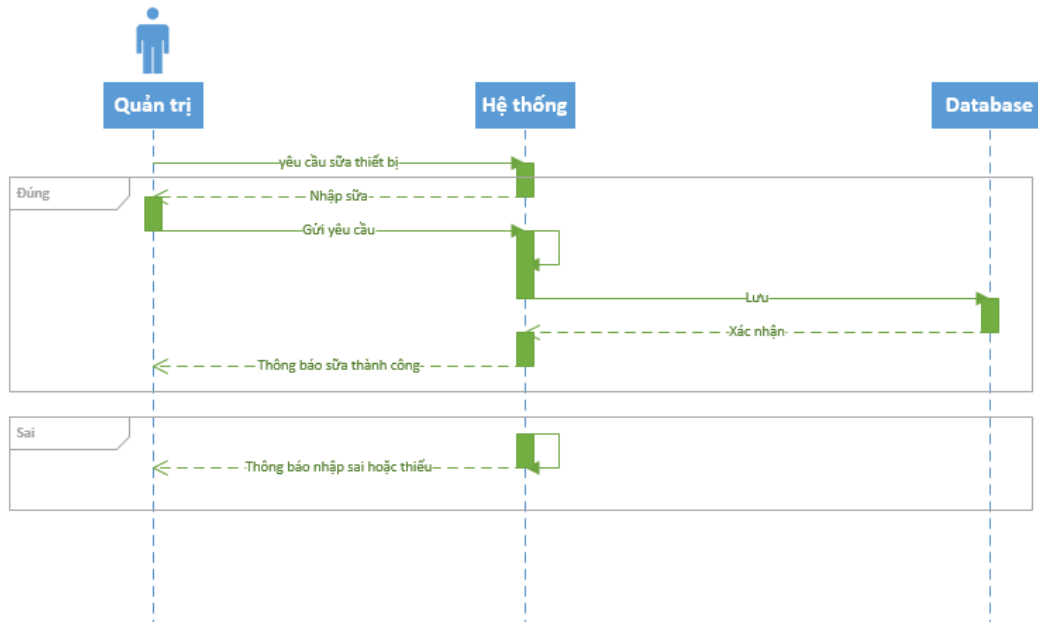 Quản trị
Hệ thống
Database
yêu cầu sữa thiết bị
Đúng
Nhập sữa
Gửi yêu cầu
Lưu
Xác nhận
Thông báo sữa thành công
Sai
Thông báo nhập sai hoặc thiếu